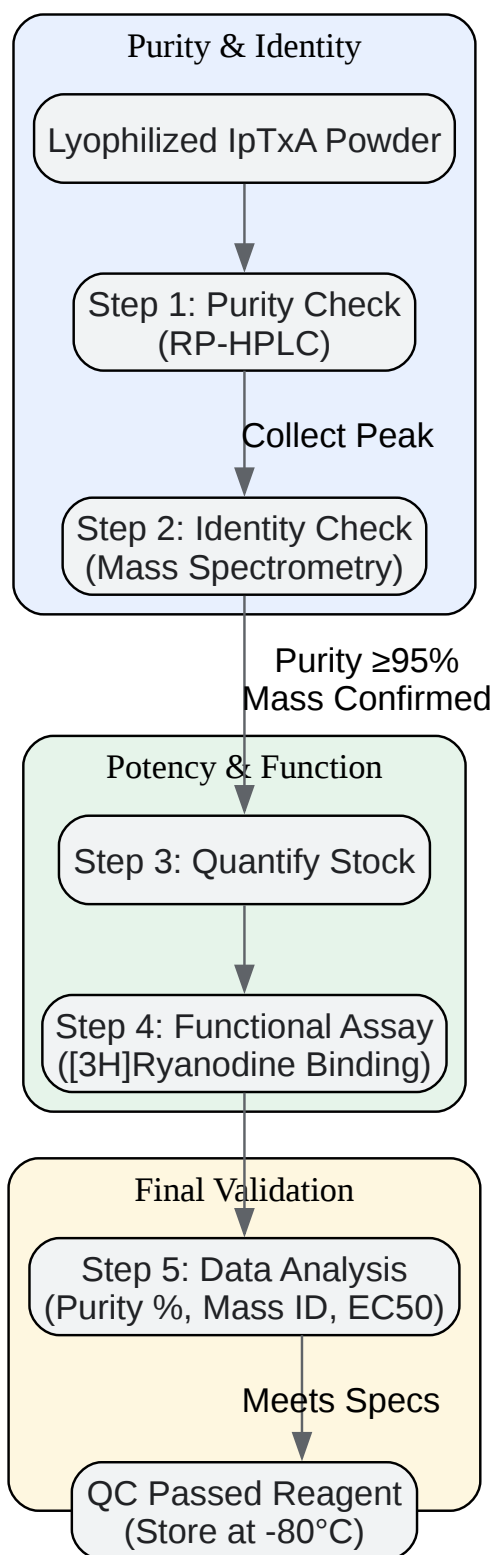 Purity & Identity
Lyophilized IpTxA Powder
Step 1: Purity Check
(RP-HPLC)
Collect Peak
Step 2: Identity Check
(Mass Spectrometry)
Purity ≥95%
Mass Confirmed
Potency & Function
Step 3: Quantify Stock
Step 4: Functional Assay
([3H]Ryanodine Binding)
Final Validation
Step 5: Data Analysis
(Purity %, Mass ID, EC50)
Meets Specs
QC Passed Reagent
(Store at -80°C)